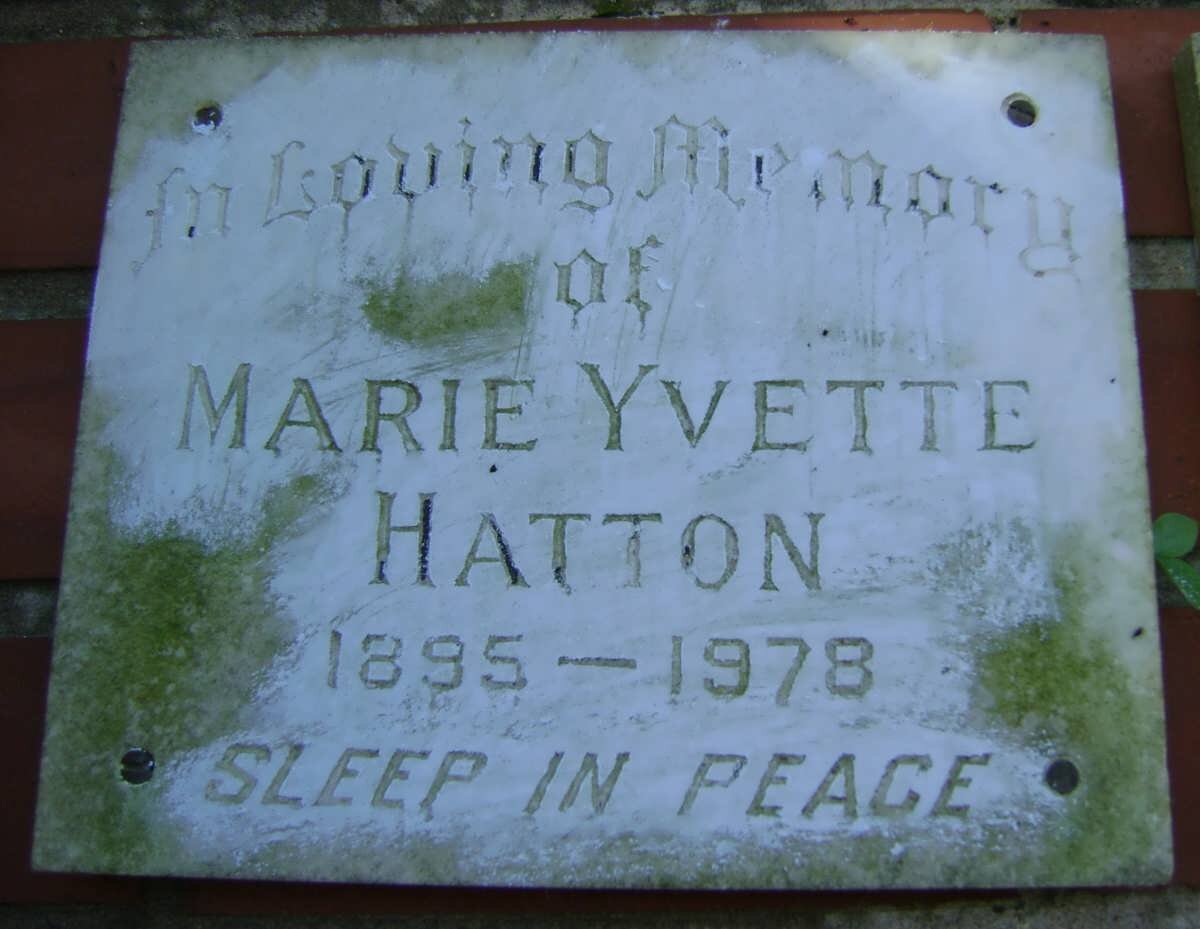 In Loving Memory
of
MARIE YVETTE
HATTON
1895 — 1978
SLEEP IN PEACE